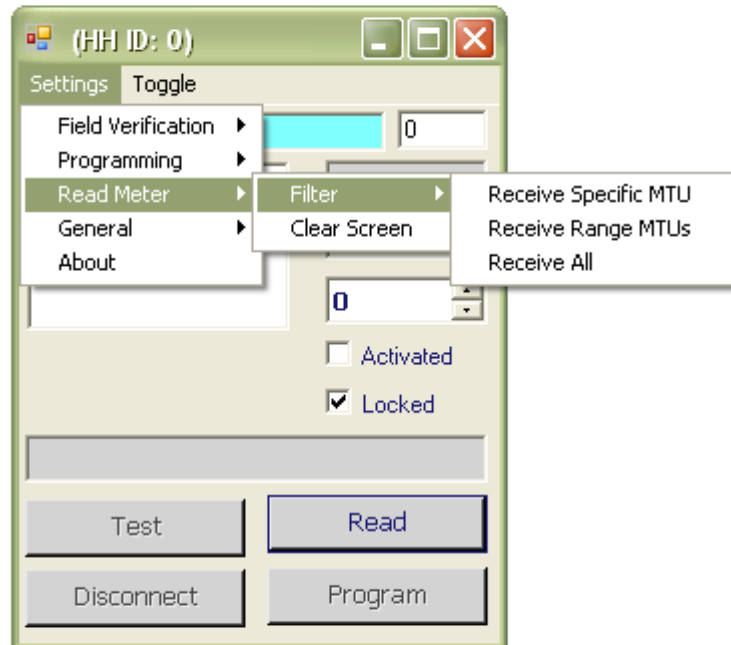 (HH ID: 0)
Settings Toggle
Field Verification
0
Programming
Read Meter
Filter
Receive Specific MTU
General
Clear Screen
Receive Range MTUs
About
Receive All
0
Activated
Locked
Test
Read
Disconnect
Program